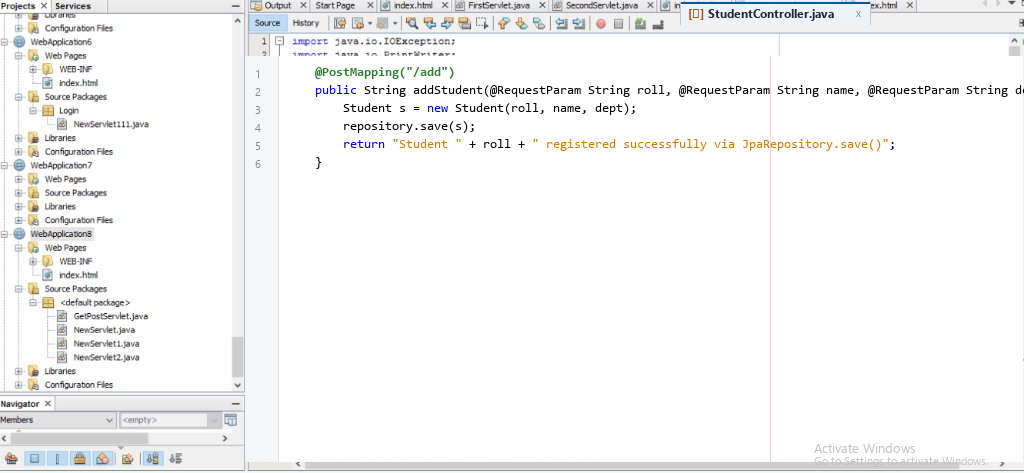 Projects × Services
Libraries
Configuration Files
WebApplication6
Web Pages
WEB-INF
index.html
Source Packages
Login
NewServlet111.java
Libraries
Configuration Files
WebApplication7
Web Pages
Source Packages
Libraries
Configuration Files
WebApplication8
Web Pages
WEB-INF
index.html
Source Packages
<default package>
GetPostServlet.java
NewServlet.java
NewServlet1.java
NewServlet2.java
Libraries
Configuration Files
Navigator ×
Members <empty>
Output × Start Page × index.html × FirstServlet.java × SecondServlet.java × StudentController.java x
Source History
1 import java.io.IOException;
2 import java.io.PrintWriter;
1 @PostMapping("/add")
2 public String addStudent(@RequestParam String roll, @RequestParam String name, @RequestParam String de
3 Student s = new Student(roll, name, dept);
4 repository.save(s);
5 return "Student " + roll + " registered successfully via JpaRepository.save()";
6 }
Activate Windows
Go to Settings to activate Windows.